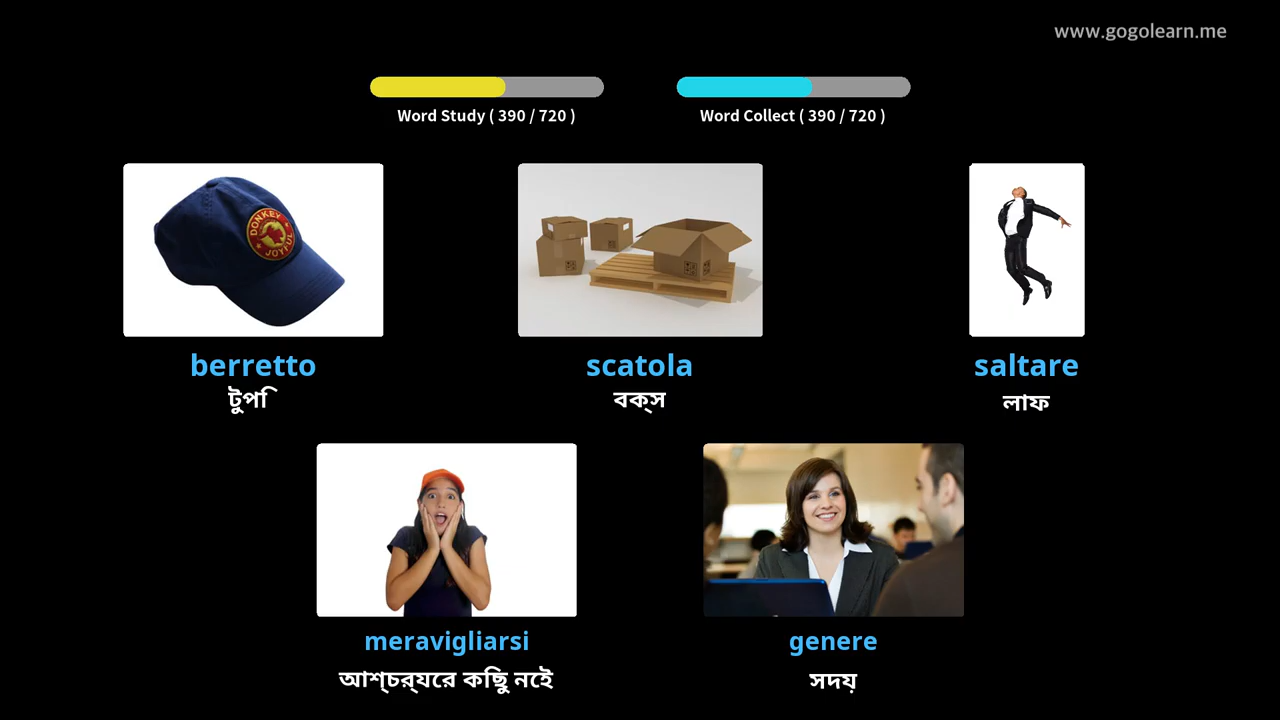 www.gogolearn.me
Word Study ( 390 / 720 )
Word Collect ( 390 / 720 )
DONKEY
JOYFUL
berretto
scatola
saltare
টুপি
বক্স
লাফ
meravigliarsi
genere
আশ্চর্যের কিছু নেই
সদয়